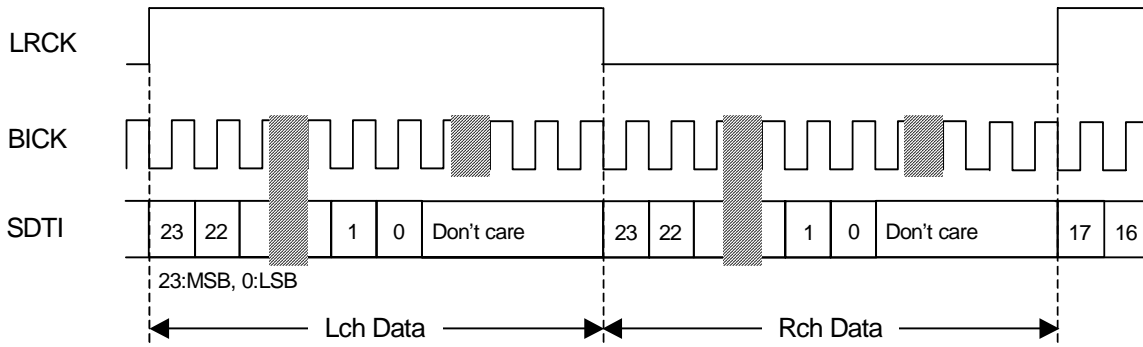 LRCK
BICK
SDTI 23 22 1 0 Don't care 23 22 1 0 Don't care 17 16
23:MSB, 0:LSB
Lch Data Rch Data